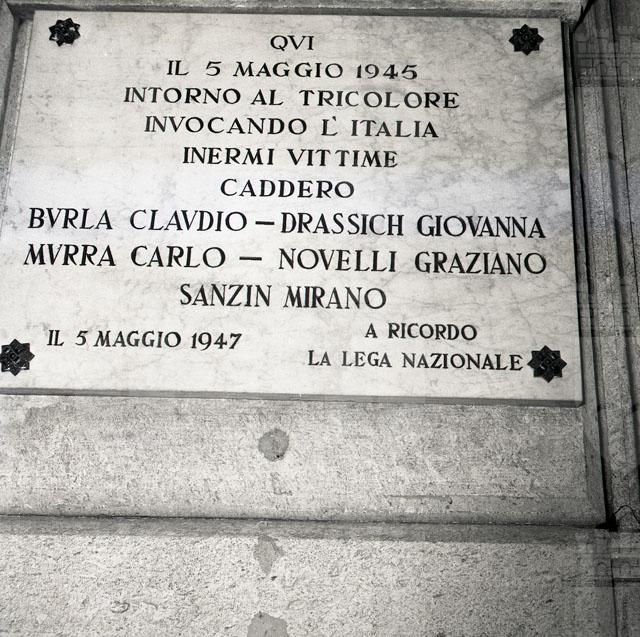 QVI
IL 5 MAGGIO 1945
INTORNO AL TRICOLORE
INVOCANDO L' ITALIA
INERMI VITTIME
CADDERO
BVRLA CLAVDIO – DRASSICH GIOVANNA
MVRRA CARLO – NOVELLI GRAZIANO
SANZIN MIRANO
IL 5 MAGGIO 1947
A RICORDO
LA LEGA NAZIONALE